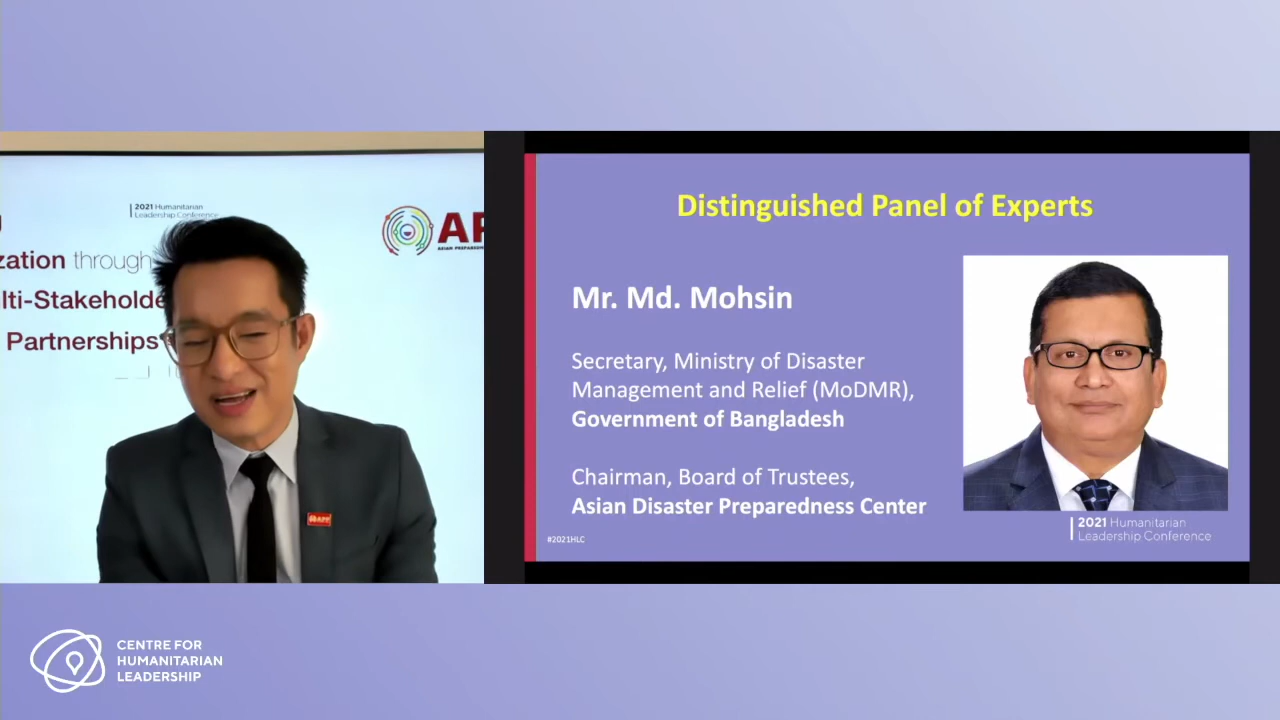 2021 Humanitarian
Leadership Conference
zation through
lti-Stakeholde
Partnerships
ASIAN PREPAREDN
APP
Distinguished Panel of Experts
Mr. Md. Mohsin
Secretary, Ministry of Disaster
Management and Relief (MoDMR),
Government of Bangladesh
Chairman, Board of Trustees,
Asian Disaster Preparedness Center
#2021HLC
2021 Humanitarian
Leadership Conference
CENTRE FOR
HUMANITARIAN
LEADERSHIP